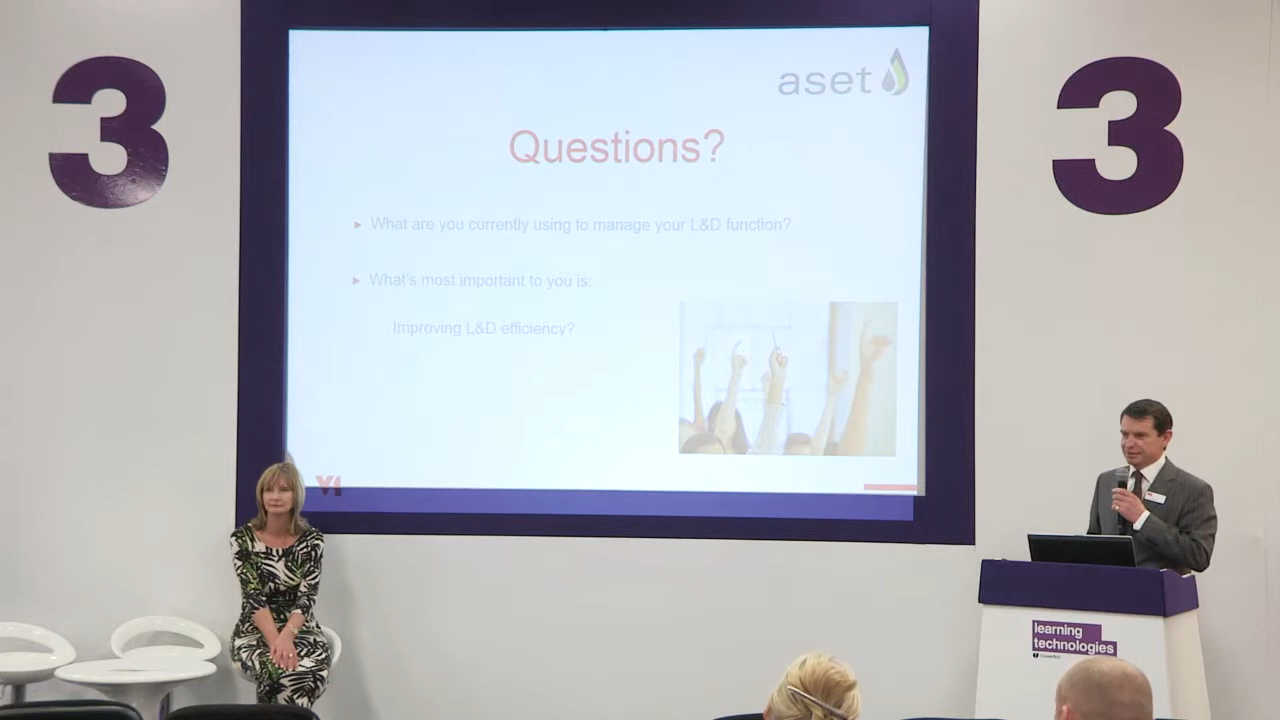 3
3
aset
Questions?
What are you currently using to manage your L&D function?
What's most important to you is:
Improving L&D efficiency?
learning
technologies